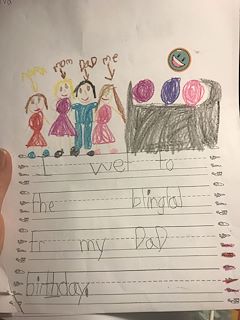 mom DAD me
I wet to
the
fr my DaD
birthday.